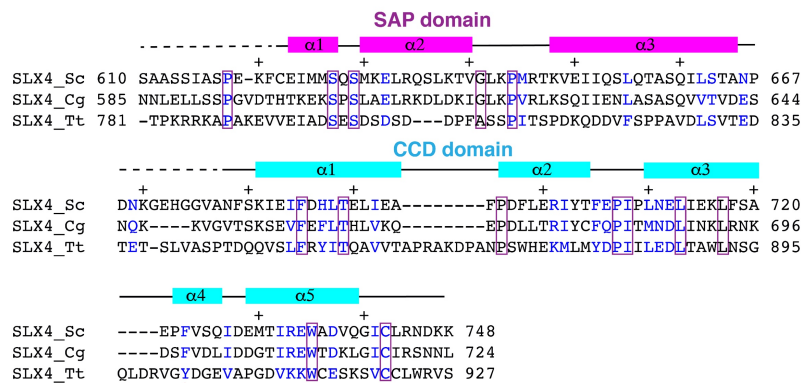 SAP domain
α1 α2 α3
+ + + + +
SLX4_Sc 610 SAASSIASPE-KFCEIMMSQSMKELRQSLKTVGLKPMRTKVEIIQSLQTASQILSTANP 667
SLX4_Cg 585 NNLELLSSPGVDTHTKEKSPSLAELRKDLKDIGLKPVRLKSQIIENLASASQVVTVDES 644
SLX4_Tt 781 -TPKRRKAPAKEVVEIADSESDSDSD---DPFASSPITSPDKQDDVFSPPAVDLSVTED 835
CCD domain
α1 α2 α3
+ + + + + +
SLX4_Sc DNKGEHGGVANFSKIEIFDHLTELIEA--------FPDFLERIYTFEPIPLNELIEKLFSA 720
SLX4_Cg NQK----KVGVTSKESVFEFLTHLVKQ--------EPDLLTRIYCFQPITMNDLINKLRNK 696
SLX4_Tt TET-SLVASPTDQQVSLFRYITQAVVTAPRAKDPANPSWHEKMLMYDPIILEDLTAWLNSG 895
α4 α5
+ +
SLX4_Sc ----EPFVSQIDEMTIREWADVQGICLRNDKK 748
SLX4_Cg ----DSFVDLIDDGTIREWTDKLGICIRSNNL 724
SLX4_Tt QLDRVGYDGEVAPGDVKKWCESKSVCCLWRVS 927